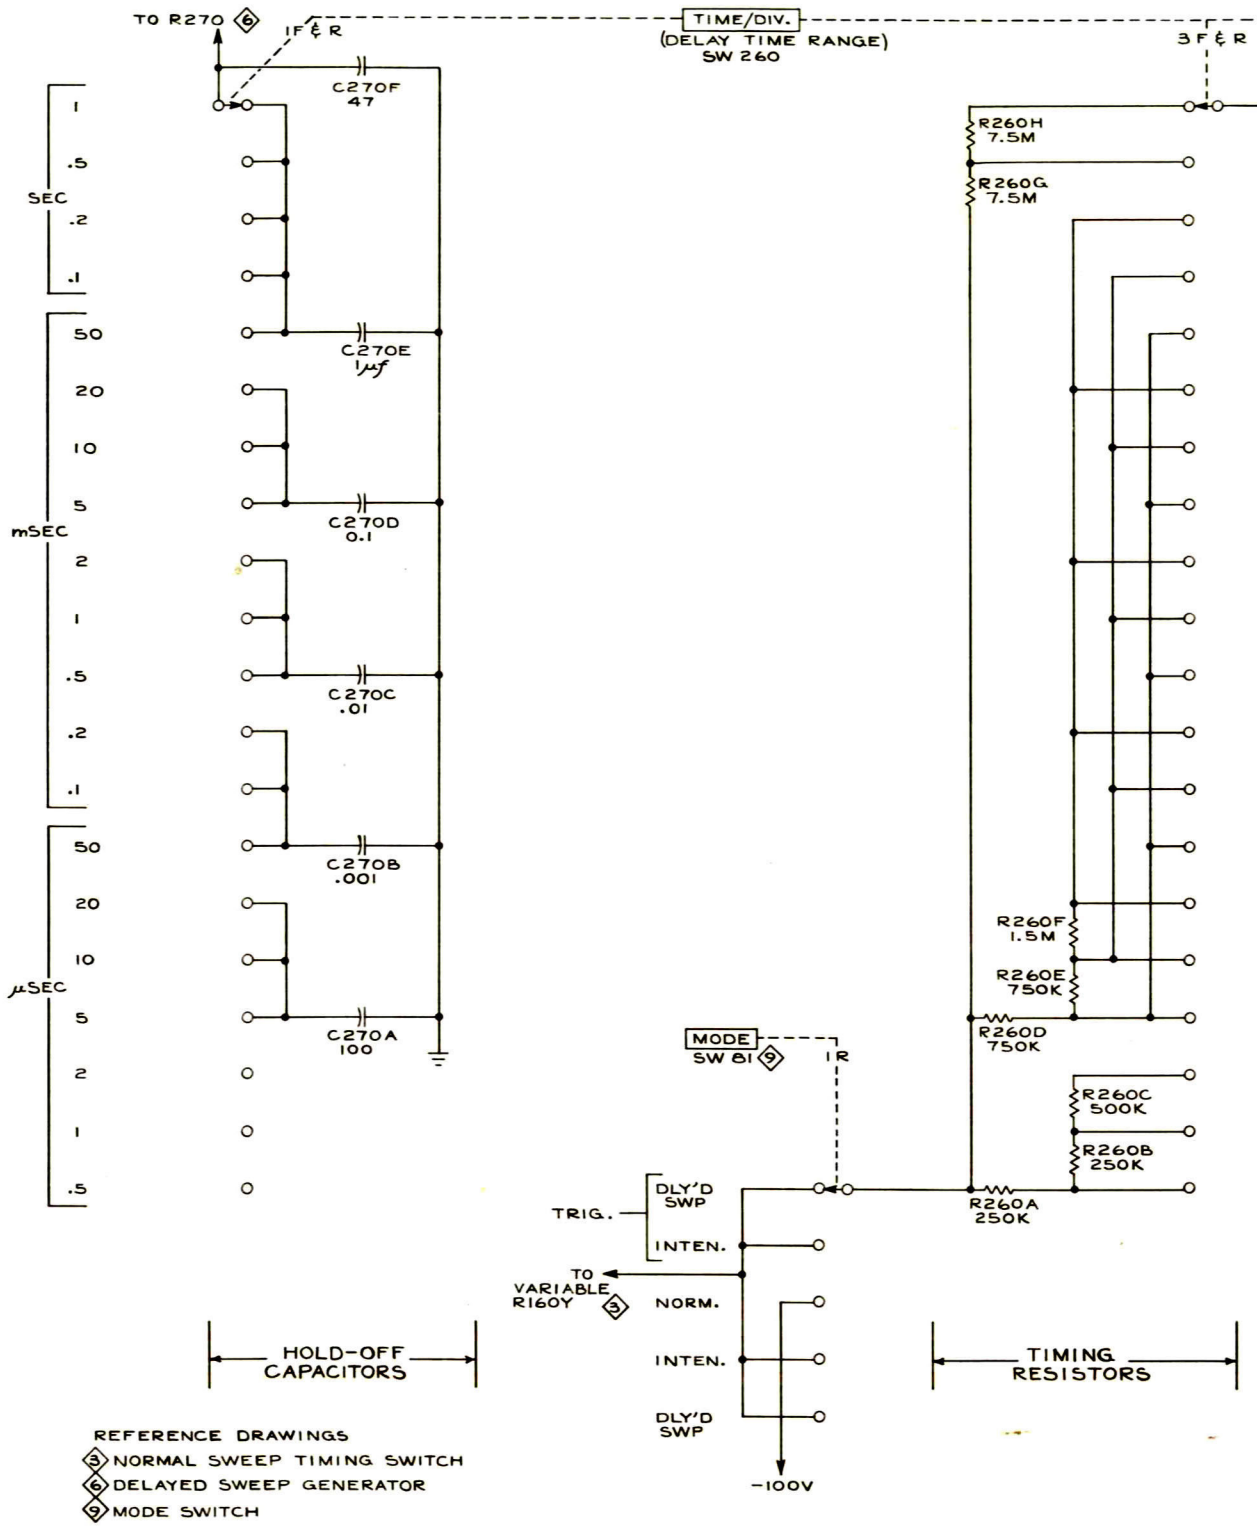 TO R270 6
1F & R
TIME/DIV.
(DELAY TIME RANGE)
SW 260
3F & R
C270F
47
1
.5
SEC
.2
.1
R260H
7.5M
R260G
7.5M
50
C270E
1µf
20
10
5
C270D
0.1
mSEC
2
1
.5
C270C
.01
.2
.1
50
C270B
.001
20
10
µSEC
5
C270A
100
2
1
.5
R260F
1.5M
R260E
750K
R260D
750K
R260C
500K
R260B
250K
R260A
250K
MODE
SW 81 9
1R
TRIG.
DLY'D
SWP
INTEN.
TO
VARIABLE
R160Y 3
NORM.
INTEN.
DLY'D
SWP
-100V
HOLD-OFF
CAPACITORS
TIMING
RESISTORS
REFERENCE DRAWINGS
3 NORMAL SWEEP TIMING SWITCH
6 DELAYED SWEEP GENERATOR
9 MODE SWITCH